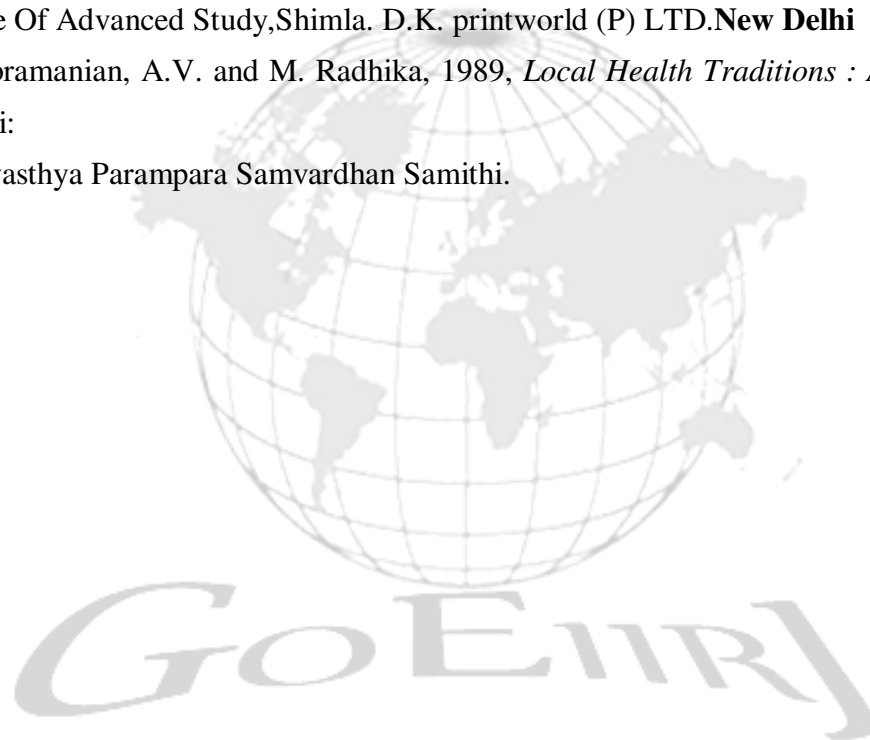 e Of Advanced Study,Shimla. D.K. printworld (P) LTD.New Delhi
oramanian, A.V. and M. Radhika, 1989, Local Health Traditions : A
i:
asthya Parampara Samvardhan Samithi.
GOEIIRJ